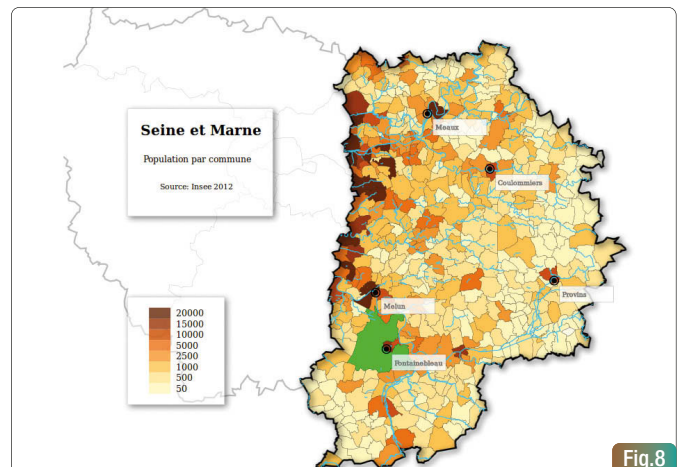 Seine et Marne
Population par commune
Source: Insee 2012
Meaux
Coulommiers
Provins
Melun
Fontainebleau
20000
15000
10000
5000
2500
1000
500
50
Fig.8